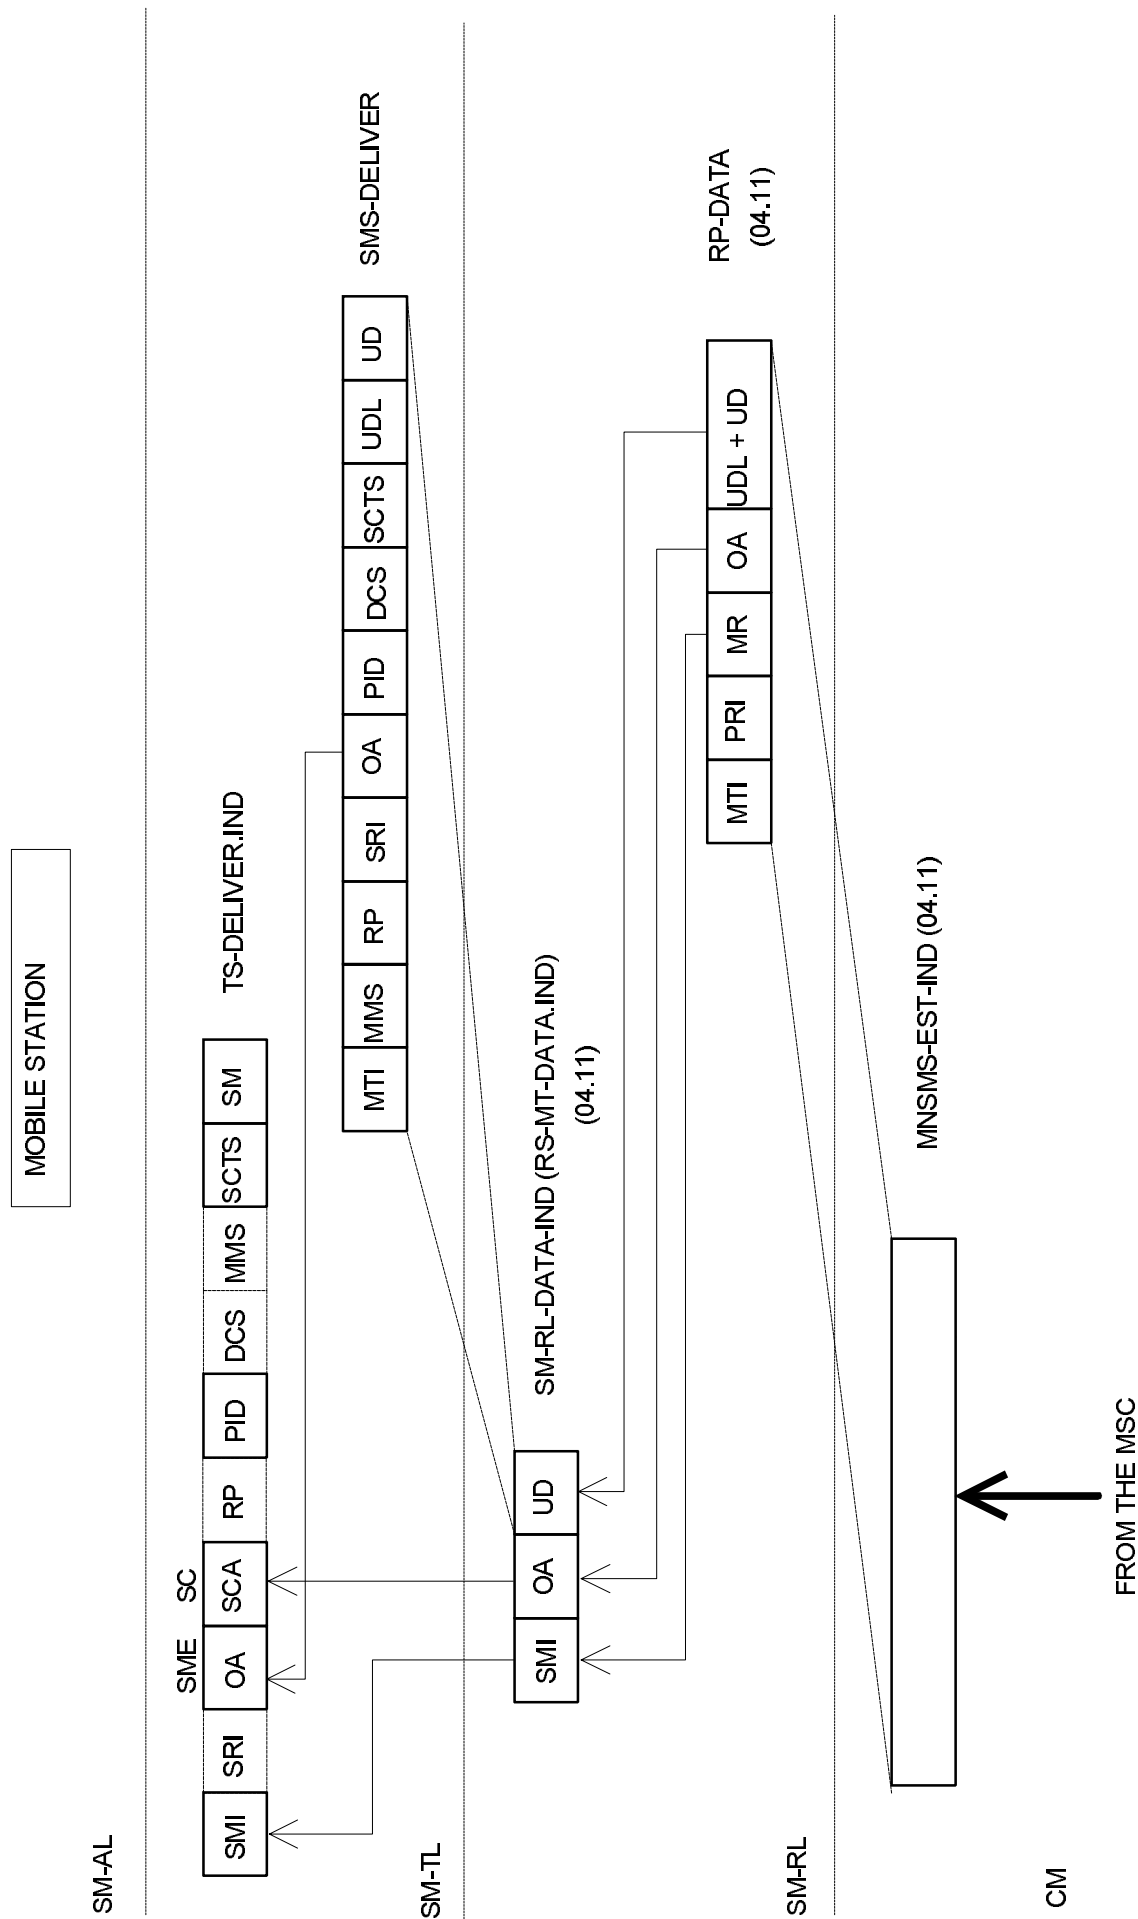 MOBILE STATION
SM-AL
SME SC
SMI SRI OA SCA RP PID DCS MMS SCTS SM
TS-DELIVER.IND
MTI MMS RP SRI OA PID DCS SCTS UDL UD
SMS-DELIVER
SM-TL
SMI OA UD
SM-RL-DATA-IND (RS-MT-DATA.IND)
(04.11)
MTI PRI MR OA UDL + UD
RP-DATA
(04.11)
SM-RL
MNSMS-EST-IND (04.11)
CM
FROM THE MSC